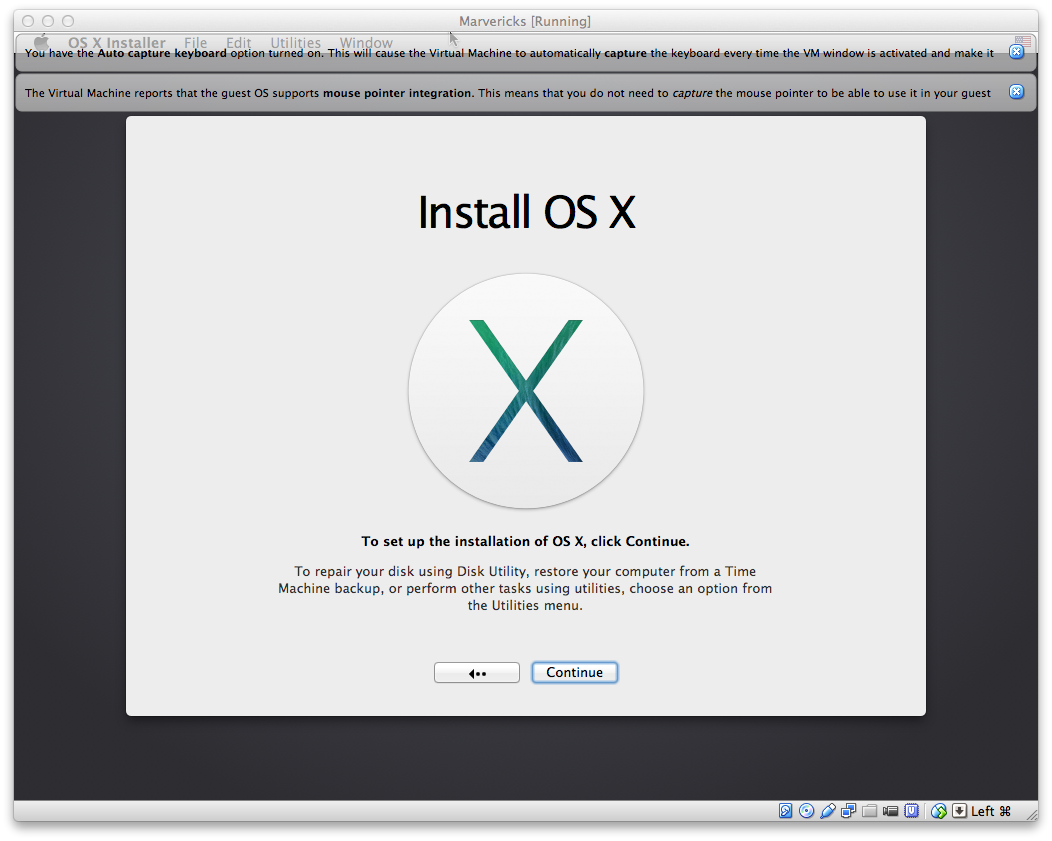 Marvericks [Running]
OS X Installer File Edit Utilities Window
You have the Auto capture keyboard option turned on. This will cause the Virtual Machine to automatically capture the keyboard every time the VM window is activated and make it
The Virtual Machine reports that the guest OS supports mouse pointer integration. This means that you do not need to capture the mouse pointer to be able to use it in your guest
Install OS X
To set up the installation of OS X, click Continue.
To repair your disk using Disk Utility, restore your computer from a Time
Machine backup, or perform other tasks using utilities, choose an option from
the Utilities menu.
Continue
Left ⌘